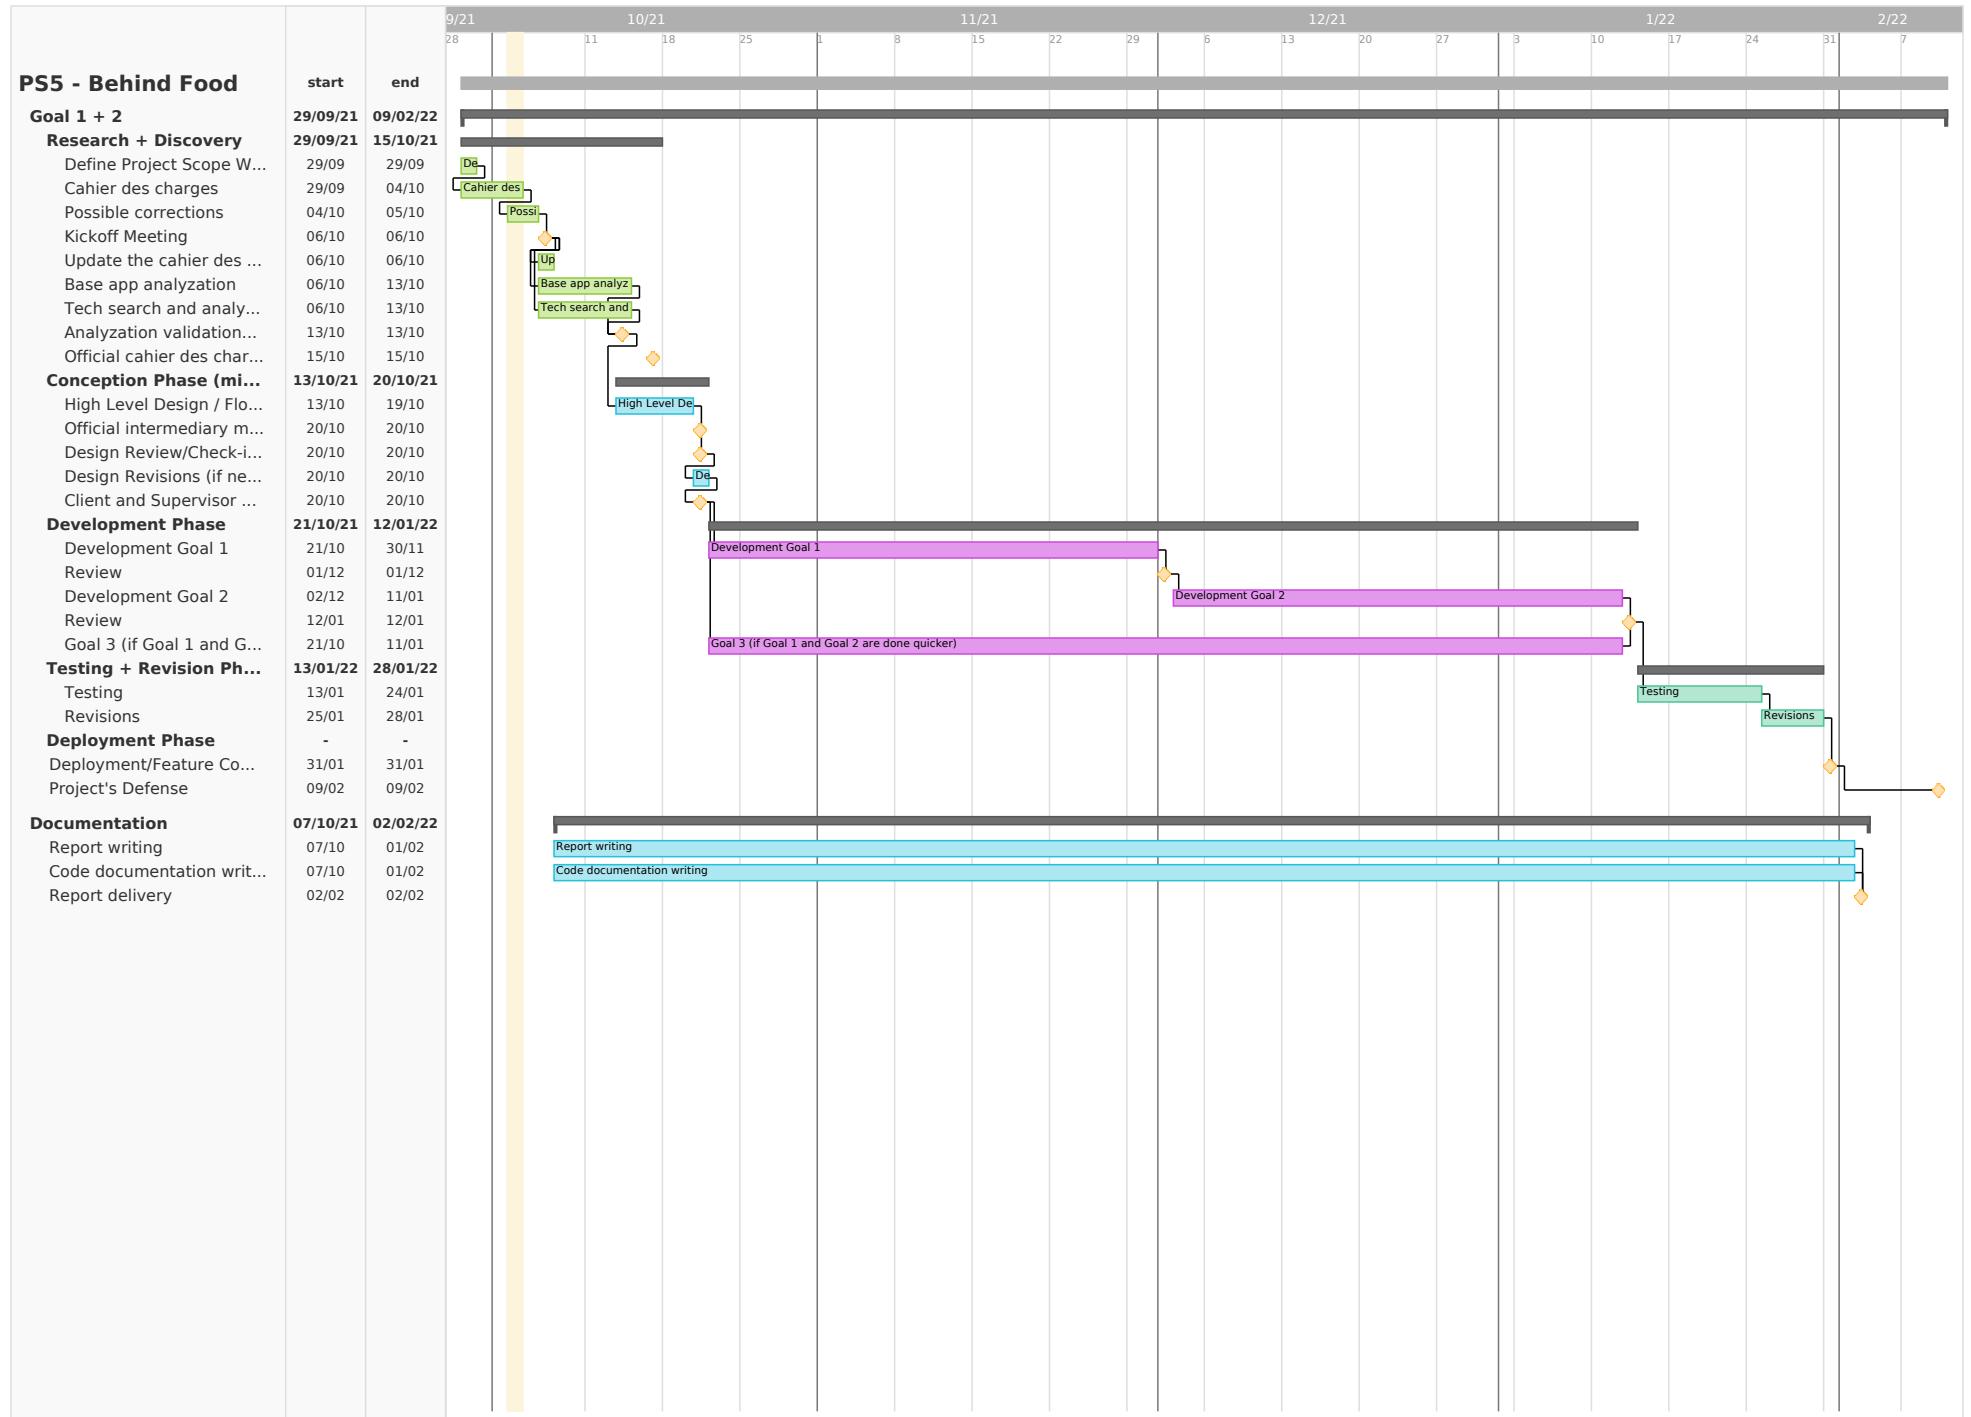 9/21 10/21 11/21 12/21 1/22 2/22
28 11 18 25 1 8 15 22 29 6 13 20 27 3 10 17 24 31 7
PS5 - Behind Food start end
Goal 1 + 2 29/09/21 09/02/22
Research + Discovery 29/09/21 15/10/21
Define Project Scope W... 29/09 29/09 De
Cahier des charges 29/09 04/10 Cahier des
Possible corrections 04/10 05/10 Possi
Kickoff Meeting 06/10 06/10
Update the cahier des ... 06/10 06/10 Up
Base app analyzation 06/10 13/10 Base app analyz
Tech search and analy... 06/10 13/10 Tech search and
Analyzation validation... 13/10 13/10
Official cahier des char... 15/10 15/10
Conception Phase (mi... 13/10/21 20/10/21
High Level Design / Flo... 13/10 19/10 High Level De
Official intermediary m... 20/10 20/10
Design Review/Check-i... 20/10 20/10
Design Revisions (if ne... 20/10 20/10 De
Client and Supervisor ... 20/10 20/10
Development Phase 21/10/21 12/01/22
Development Goal 1 21/10 30/11 Development Goal 1
Review 01/12 01/12
Development Goal 2 02/12 11/01 Development Goal 2
Review 12/01 12/01
Goal 3 (if Goal 1 and G... 21/10 11/01 Goal 3 (if Goal 1 and Goal 2 are done quicker)
Testing + Revision Ph... 13/01/22 28/01/22
Testing 13/01 24/01 Testing
Revisions 25/01 28/01 Revisions
Deployment Phase - -
Deployment/Feature Co... 31/01 31/01
Project's Defense 09/02 09/02
Documentation 07/10/21 02/02/22
Report writing 07/10 01/02 Report writing
Code documentation writ... 07/10 01/02 Code documentation writing
Report delivery 02/02 02/02